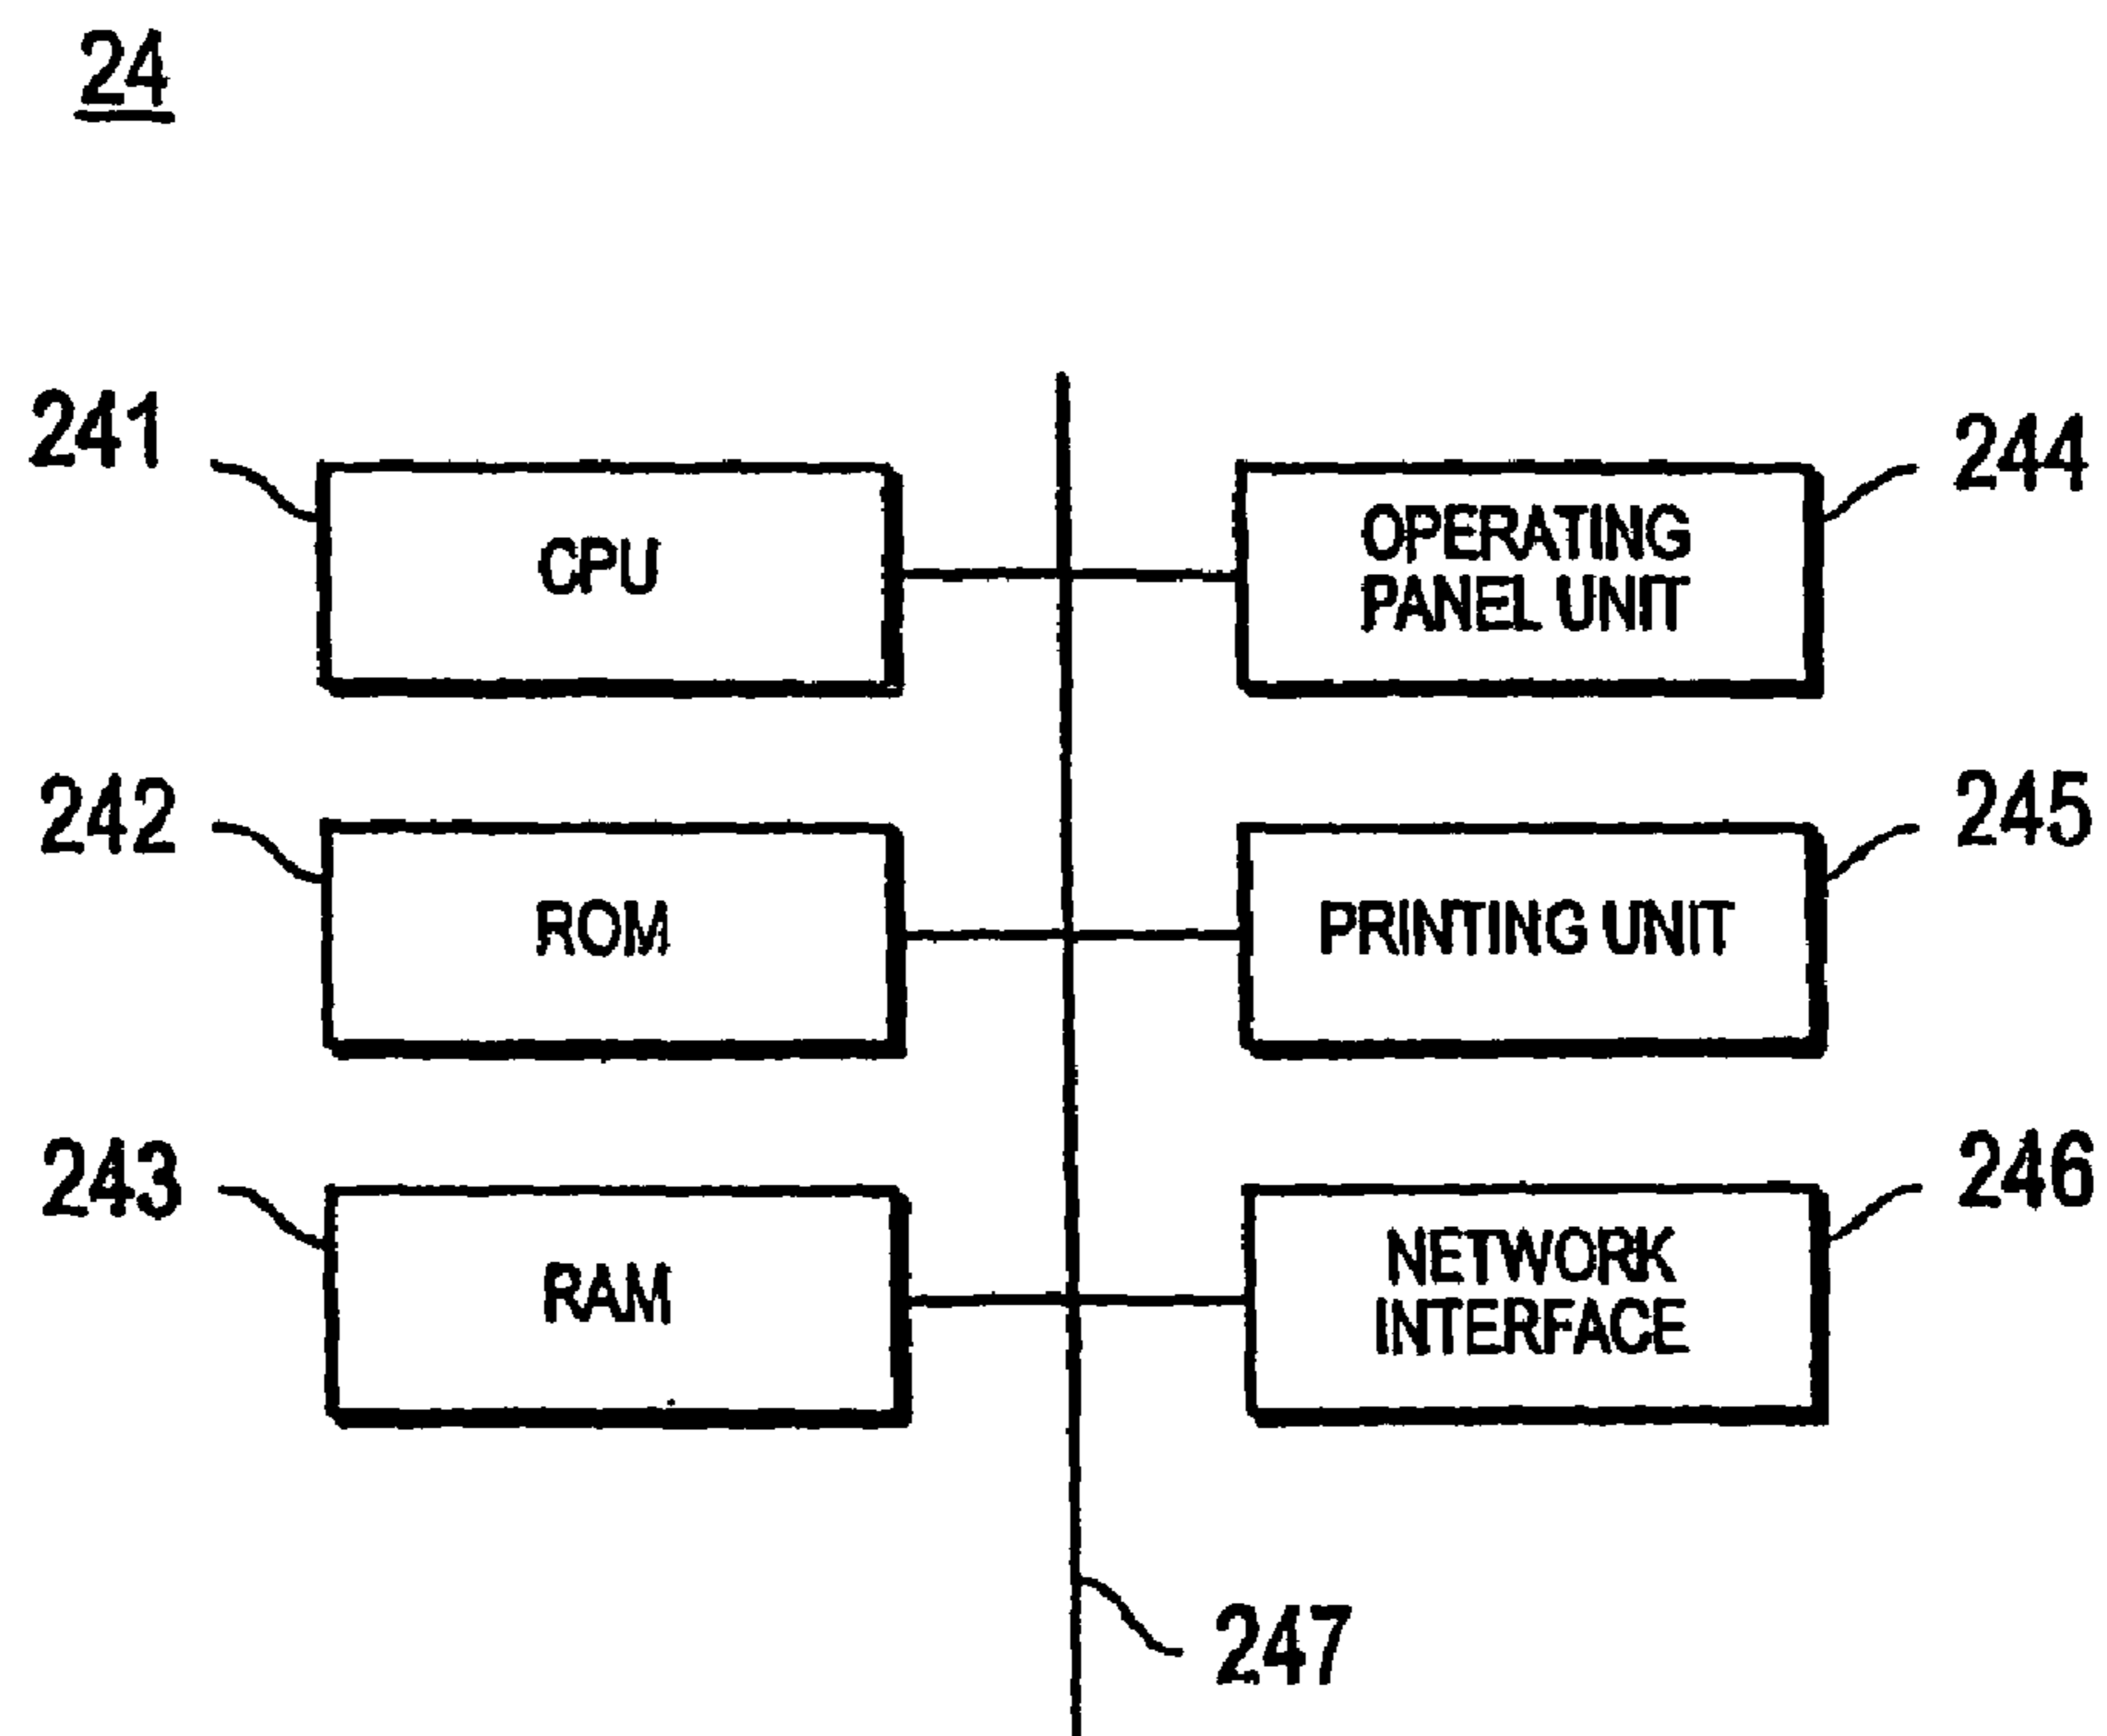 24
241
CPU
244
OPERATING
PANEL UNIT
242
ROM
245
PRINTING UNIT
243
RAM
246
NETWORK
INTERFACE
247